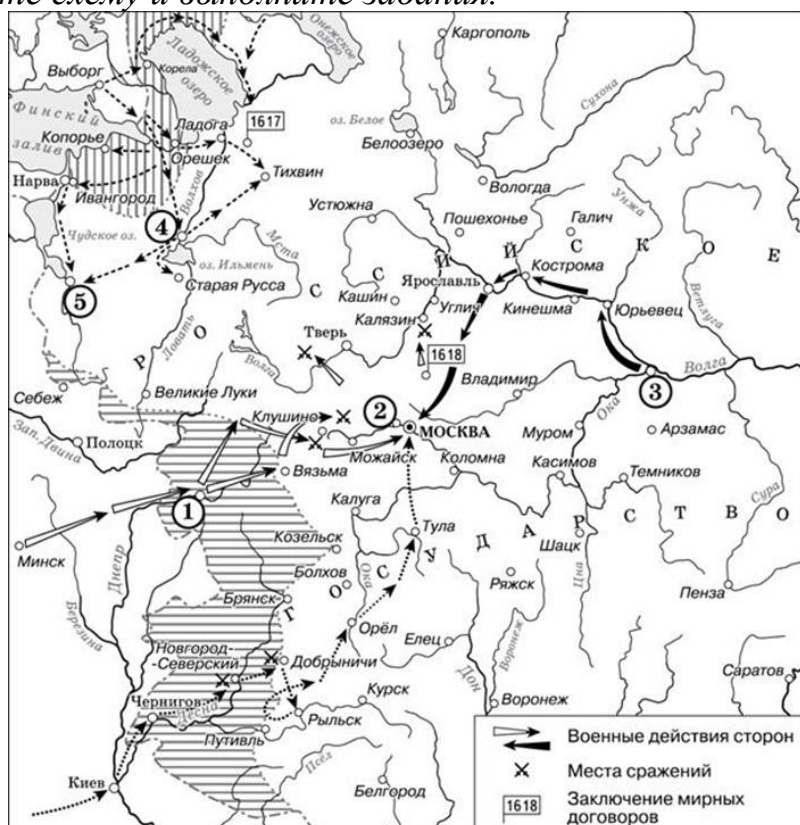 те схему и выполните задания.
Каргополь
Онежское
озеро
Ладожское
озеро
Корела
Выборг
Финский
залив
Копорье
Ладога
Орешек
1617
оз. Белое
Белоозеро
Сухона
Нарва
Ивангород
Волхов
Тихвин
Вологда
Устюжна
Пошехонье
Галич
Унжа
4
Чудское оз.
Мста
оз. Ильмень
Старая Русса
5
Р О С С И Й С К О Е
Кострома
Ярославль
Кашин
Углич
Кинешма
Юрьевец
Ветлуга
Калязин
Тверь
Ловать
Волга
1618
Владимир
Волга
3
Себеж
Великие Луки
Клушино
2
МОСКВА
Ока
Муром
Арзамас
Зап. Двина
Полоцк
Можайск
Коломна
Касимов
Темников
Вязьма
1
Калуга
Сура
Г О С У Д А Р С Т В О
Минск
Днепр
Козельск
Тула
Шацк
Цна
Болхов
Ока
Ряжск
Пенза
Березина
Брянск
Орёл
Елец
Воронеж
Новгород-
-Северский
Добрыничи
Дон
Саратов
Чернигов
Десна
Курск
Воронеж
Рыльск
Путивль
Псёл
Киев
Белгород
Военные действия сторон
Места сражений
1618
Заключение мирных
договоров